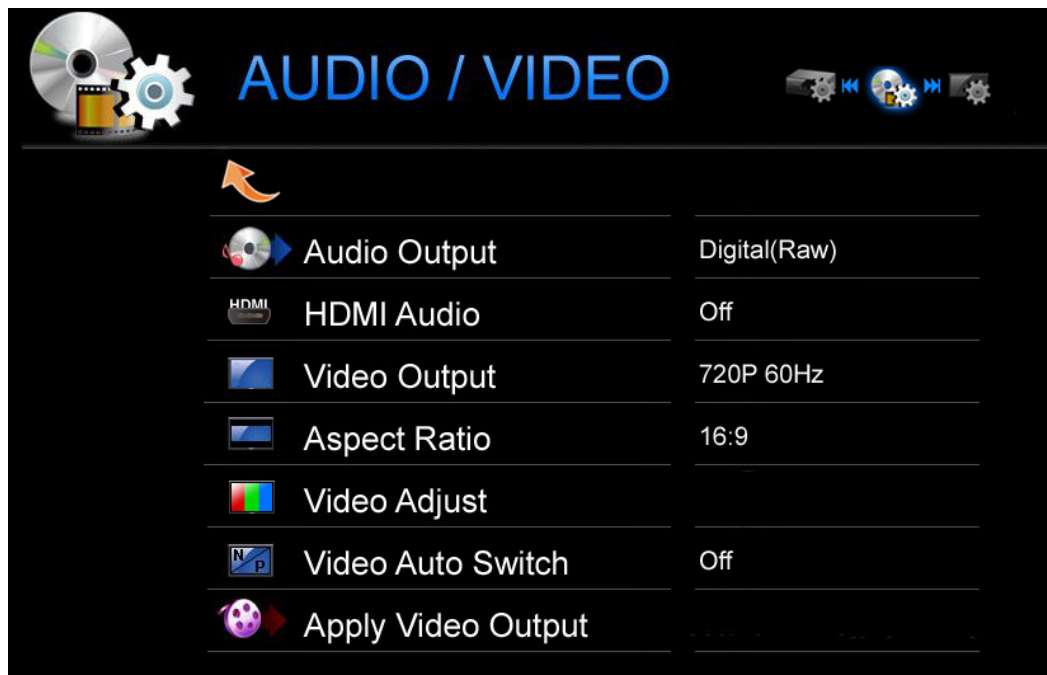 AUDIO / VIDEO
Audio Output Digital(Raw)
HDMI
HDMI Audio Off
Video Output 720P 60Hz
Aspect Ratio 16:9
Video Adjust
N/P
Video Auto Switch Off
Apply Video Output